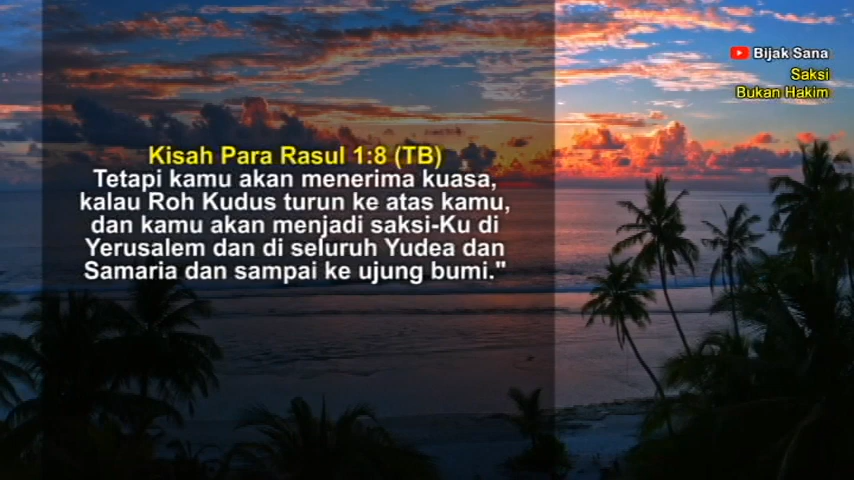 Bijak Sana
Saksi
Bukan Hakim
Kisah Para Rasul 1:8 (TB)
Tetapi kamu akan menerima kuasa,
kalau Roh Kudus turun ke atas kamu,
dan kamu akan menjadi saksi-Ku di
Yerusalem dan di seluruh Yudea dan
Samaria dan sampai ke ujung bumi."